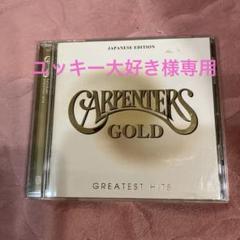 JAPANESE EDITION
コッキー大好き様専用
CARPENTERS
GOLD
GREATEST HITS